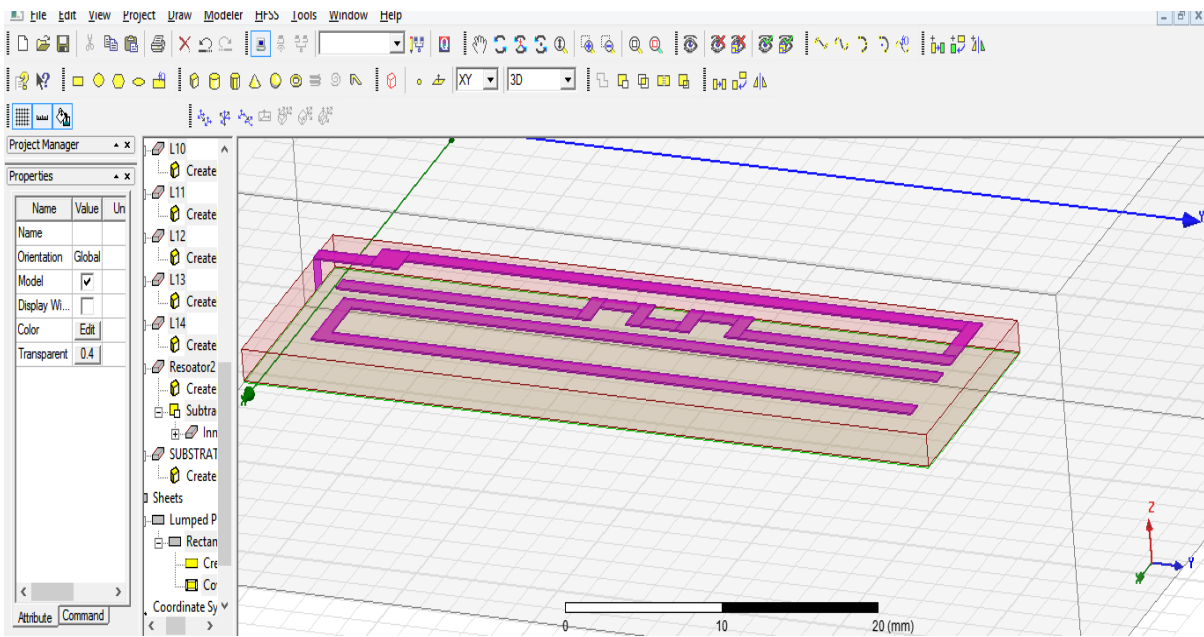 File Edit View Project Draw Modeler HFSS Tools Window Help
XY 3D
Project Manager
Properties
Name Value Un
Name
Orientation Global
Model
Display Wi...
Color Edit
Transparent 0.4
Attribute Command
L10
Create
L11
Create
L12
Create
L13
Create
L14
Create
Resoator2
Create
Subtra
Inn
SUBSTRAT
Create
Sheets
Lumped P
Rectan
Cre
Co
Coordinate Sy
Y
Z
Y
0 10 20 (mm)